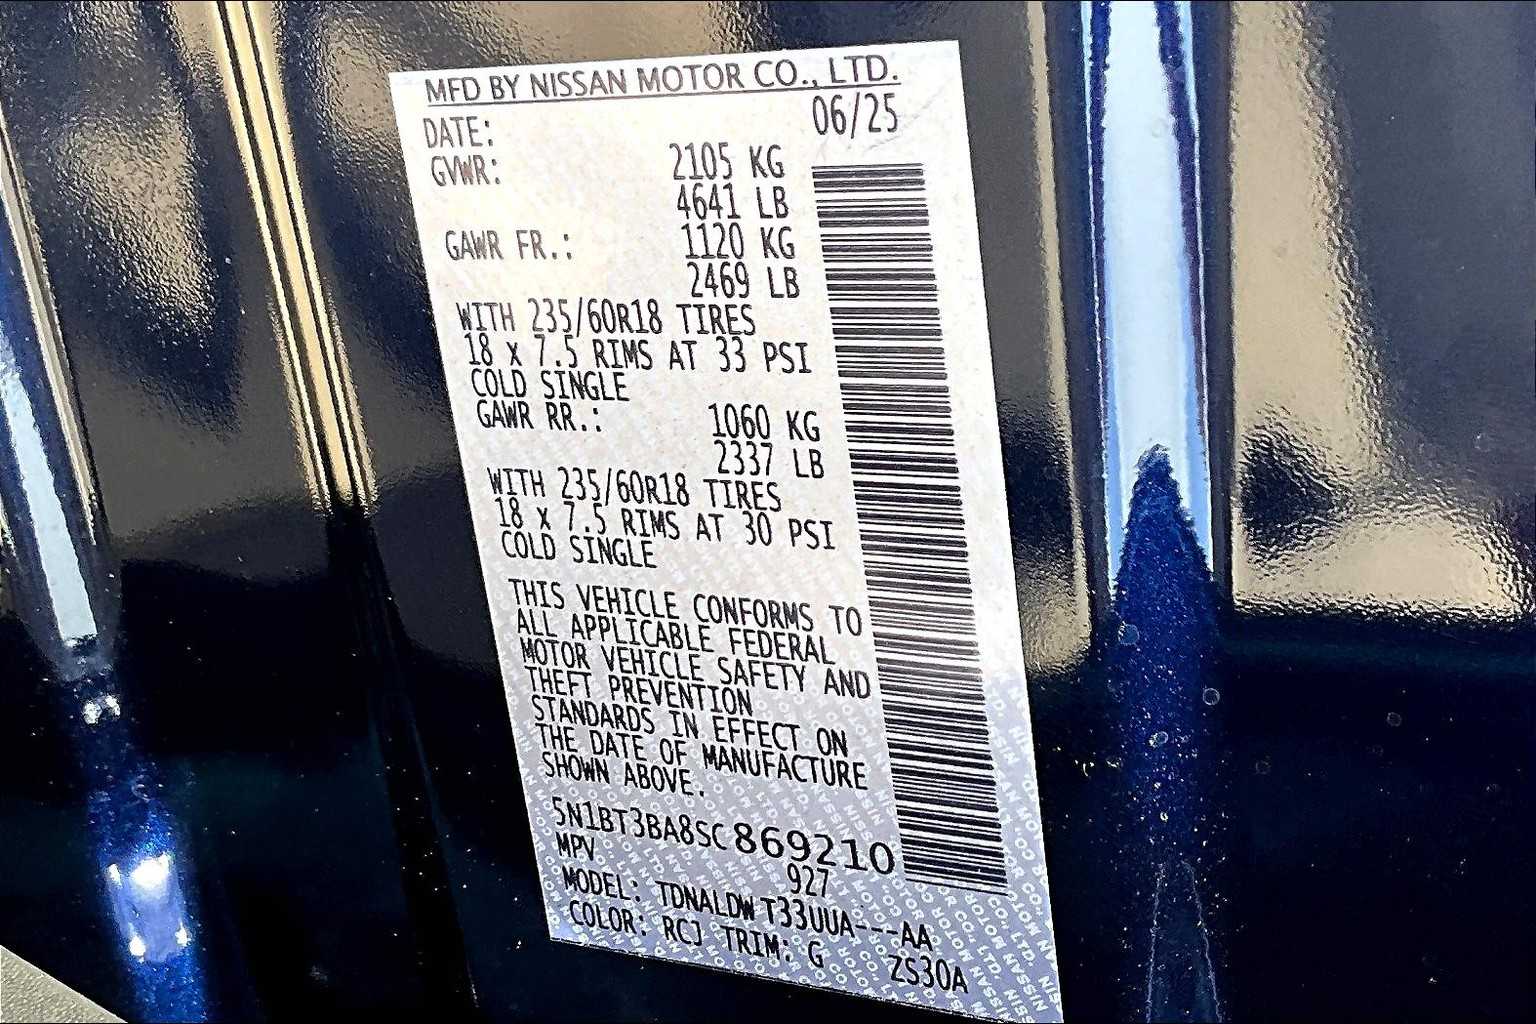 MFD BY NISSAN MOTOR CO., LTD.
DATE: 06/25
GVWR: 2105 KG
4641 LB
GAWR FR.: 1120 KG
2469 LB
WITH 235/60R18 TIRES
18 x 7.5 RIMS AT 33 PSI
COLD SINGLE
GAWR RR.: 1060 KG
2337 LB
WITH 235/60R18 TIRES
18 x 7.5 RIMS AT 30 PSI
COLD SINGLE
THIS VEHICLE CONFORMS TO
ALL APPLICABLE FEDERAL
MOTOR VEHICLE SAFETY AND
THEFT PREVENTION
STANDARDS IN EFFECT ON
THE DATE OF MANUFACTURE
SHOWN ABOVE.
5N1BT3BA8SC869210
MPV 927
MODEL: TDNALDWT33UUA---AA
COLOR: RCJ TRIM: G ZS30A